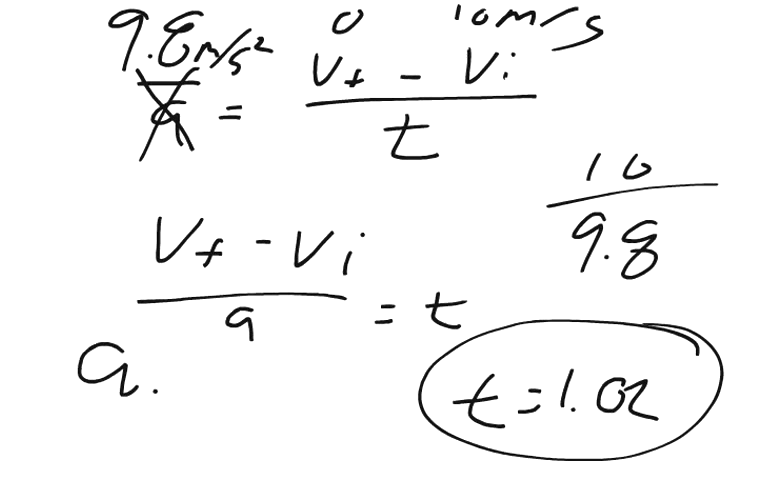 9.8m/s² 0 10m/s
a = Vf - Vi
t
10
9.8
Vf - Vi
a = t
a.
t=1.02